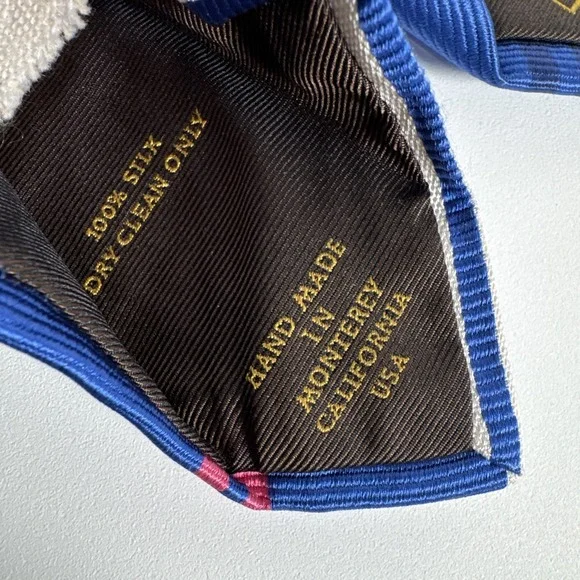 100% SILK
DRY CLEAN ONLY
HAND MADE
IN
MONTEREY
CALIFORNIA
USA